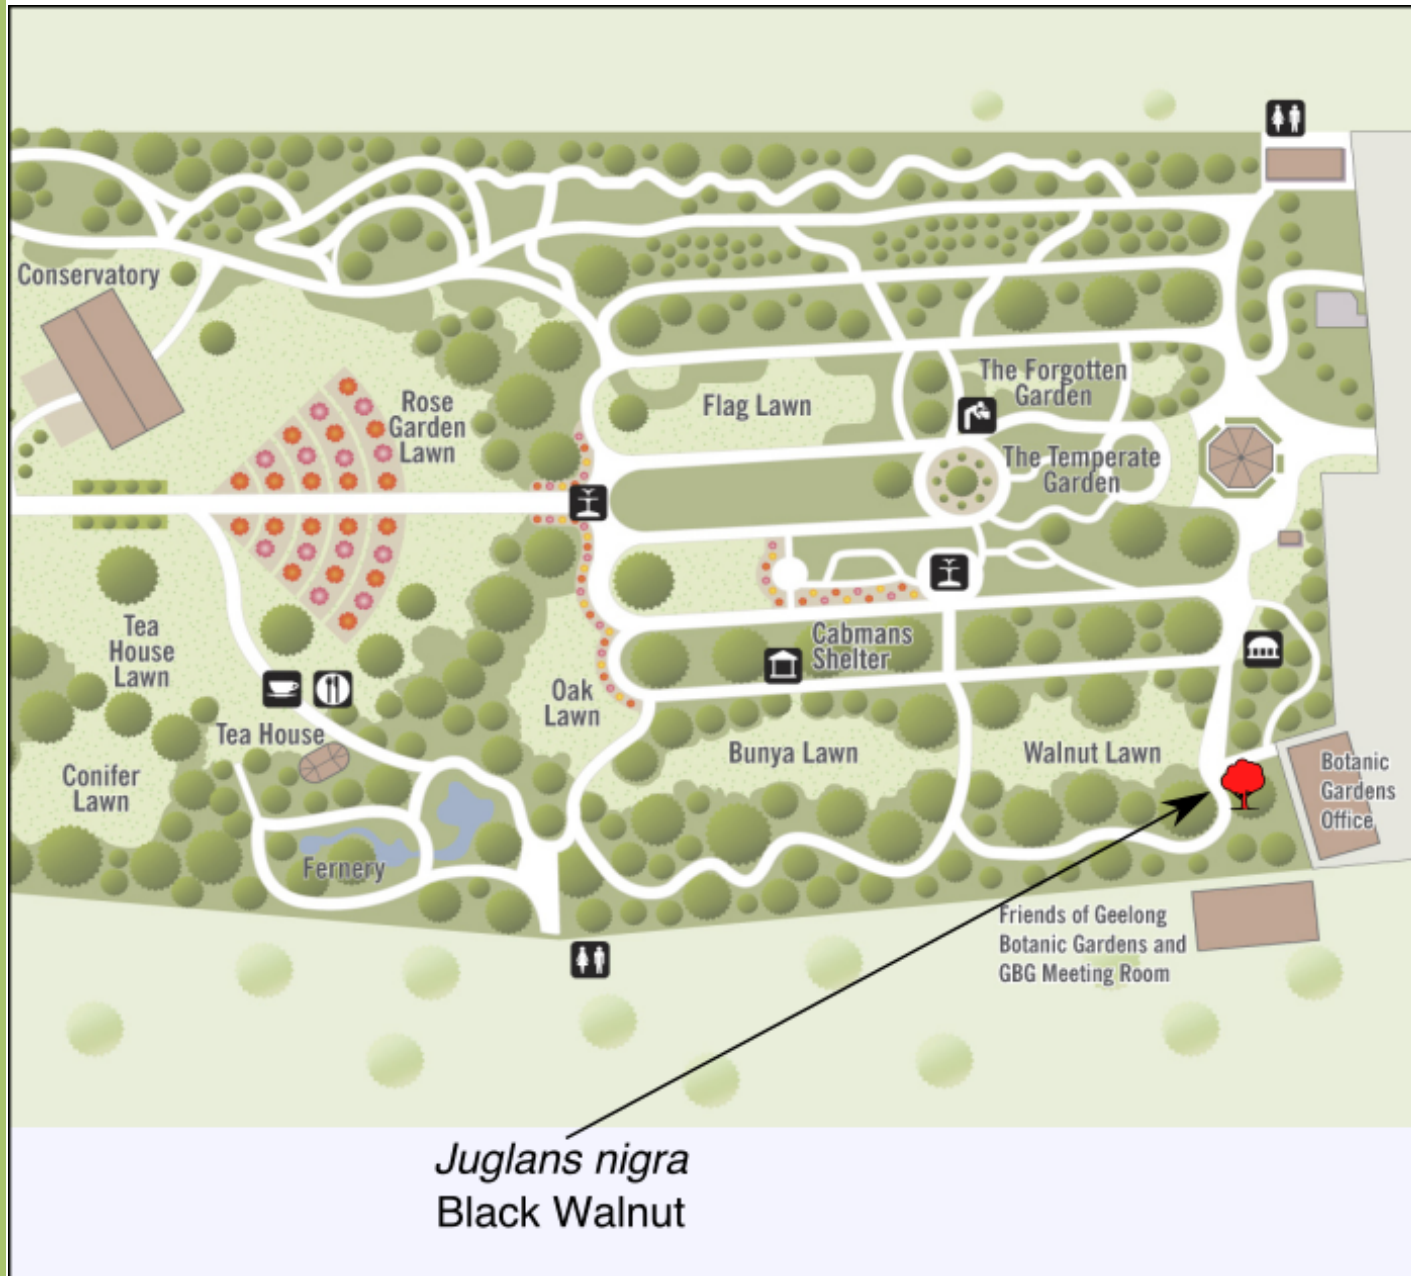 Conservatory
Rose
Garden
Lawn
Flag Lawn
The Forgotten
Garden
The Temperate
Garden
Tea
House
Lawn
Cabmans
Shelter
Oak
Lawn
Tea House
Bunya Lawn
Walnut Lawn
Conifer
Lawn
Botanic
Gardens
Office
Fernery
Friends of Geelong
Botanic Gardens and
GBG Meeting Room
Juglans nigra
Black Walnut